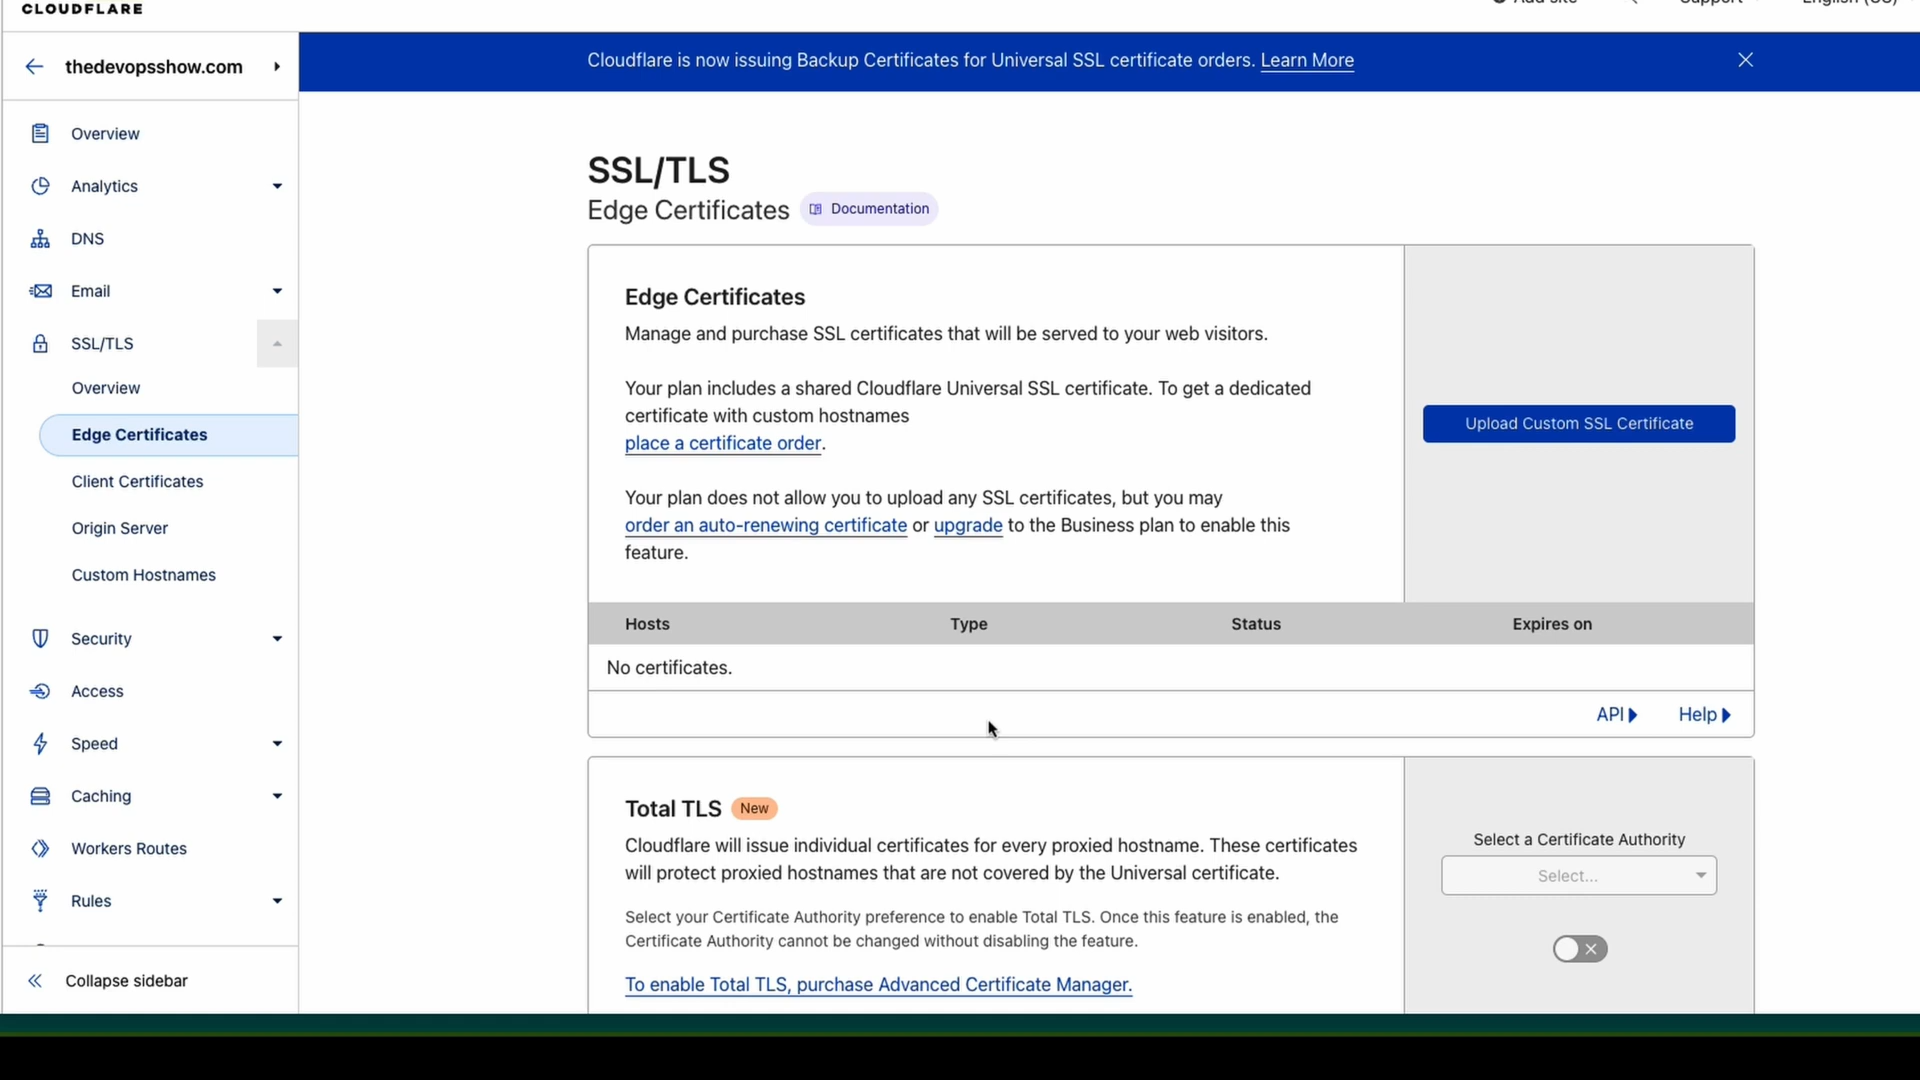 CLOUDFLARE
Add site
Support
English (US)
thedevopsshow.com
Cloudflare is now issuing Backup Certificates for Universal SSL certificate orders. Learn More
Overview
Analytics
DNS
Email
SSL/TLS
Overview
Edge Certificates
Client Certificates
Origin Server
Custom Hostnames
Security
Access
Speed
Caching
Workers Routes
Rules
Collapse sidebar
SSL/TLS
Edge Certificates Documentation
Edge Certificates
Manage and purchase SSL certificates that will be served to your web visitors.
Your plan includes a shared Cloudflare Universal SSL certificate. To get a dedicated
certificate with custom hostnames
place a certificate order.
Your plan does not allow you to upload any SSL certificates, but you may
order an auto-renewing certificate or upgrade to the Business plan to enable this
feature.
Upload Custom SSL Certificate
Hosts Type Status Expires on
No certificates.
API Help
Total TLS New
Cloudflare will issue individual certificates for every proxied hostname. These certificates
will protect proxied hostnames that are not covered by the Universal certificate.
Select your Certificate Authority preference to enable Total TLS. Once this feature is enabled, the
Certificate Authority cannot be changed without disabling the feature.
To enable Total TLS, purchase Advanced Certificate Manager.
Select a Certificate Authority
Select...